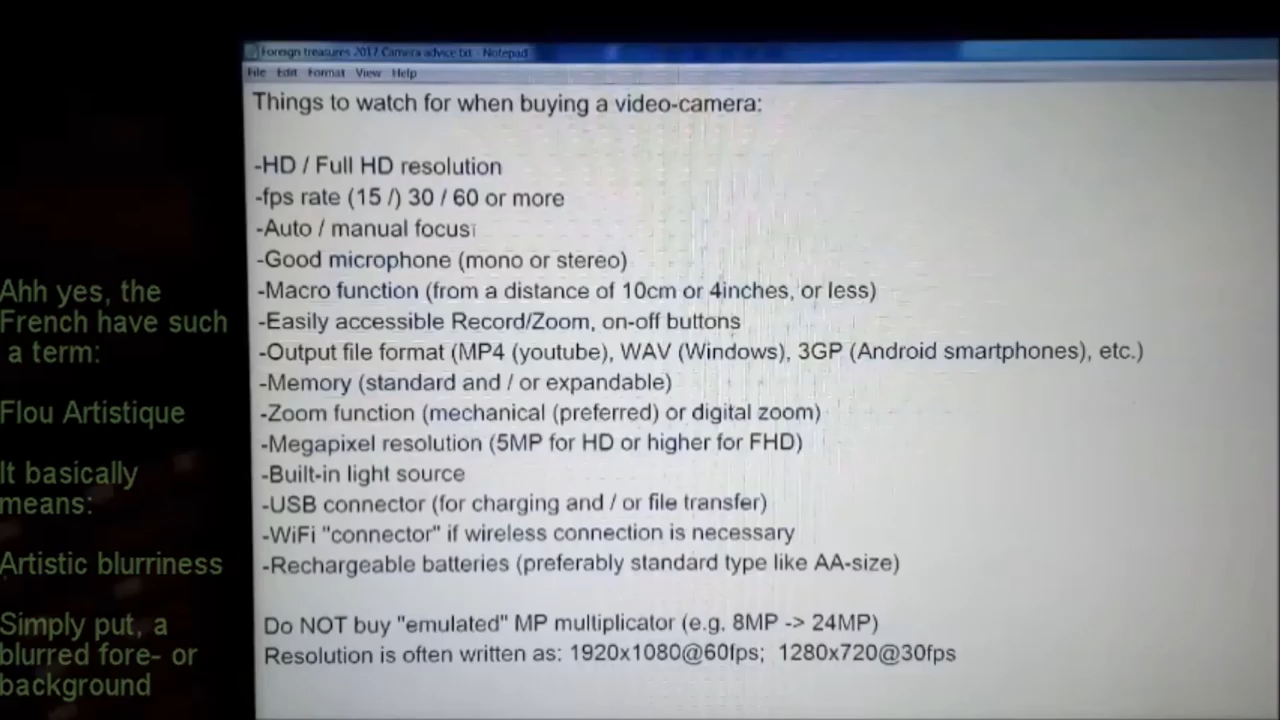 Foreign treasures 2017 Camera advice.txt - Notepad
File Edit Format View Help
Things to watch for when buying a video-camera:
-HD / Full HD resolution
-fps rate (15 /) 30 / 60 or more
-Auto / manual focus
-Good microphone (mono or stereo)
-Macro function (from a distance of 10cm or 4inches, or less)
-Easily accessible Record/Zoom, on-off buttons
-Output file format (MP4 (youtube), WAV (Windows), 3GP (Android smartphones), etc.)
-Memory (standard and / or expandable)
-Zoom function (mechanical (preferred) or digital zoom)
-Megapixel resolution (5MP for HD or higher for FHD)
-Built-in light source
-USB connector (for charging and / or file transfer)
-WiFi "connector" if wireless connection is necessary
-Rechargeable batteries (preferably standard type like AA-size)
Do NOT buy "emulated" MP multiplicator (e.g. 8MP -> 24MP)
Resolution is often written as: 1920x1080@60fps; 1280x720@30fps
Ahh yes, the
French have such
a term:
Flou Artistique
It basically
means:
Artistic blurriness
Simply put, a
blurred fore- or
background